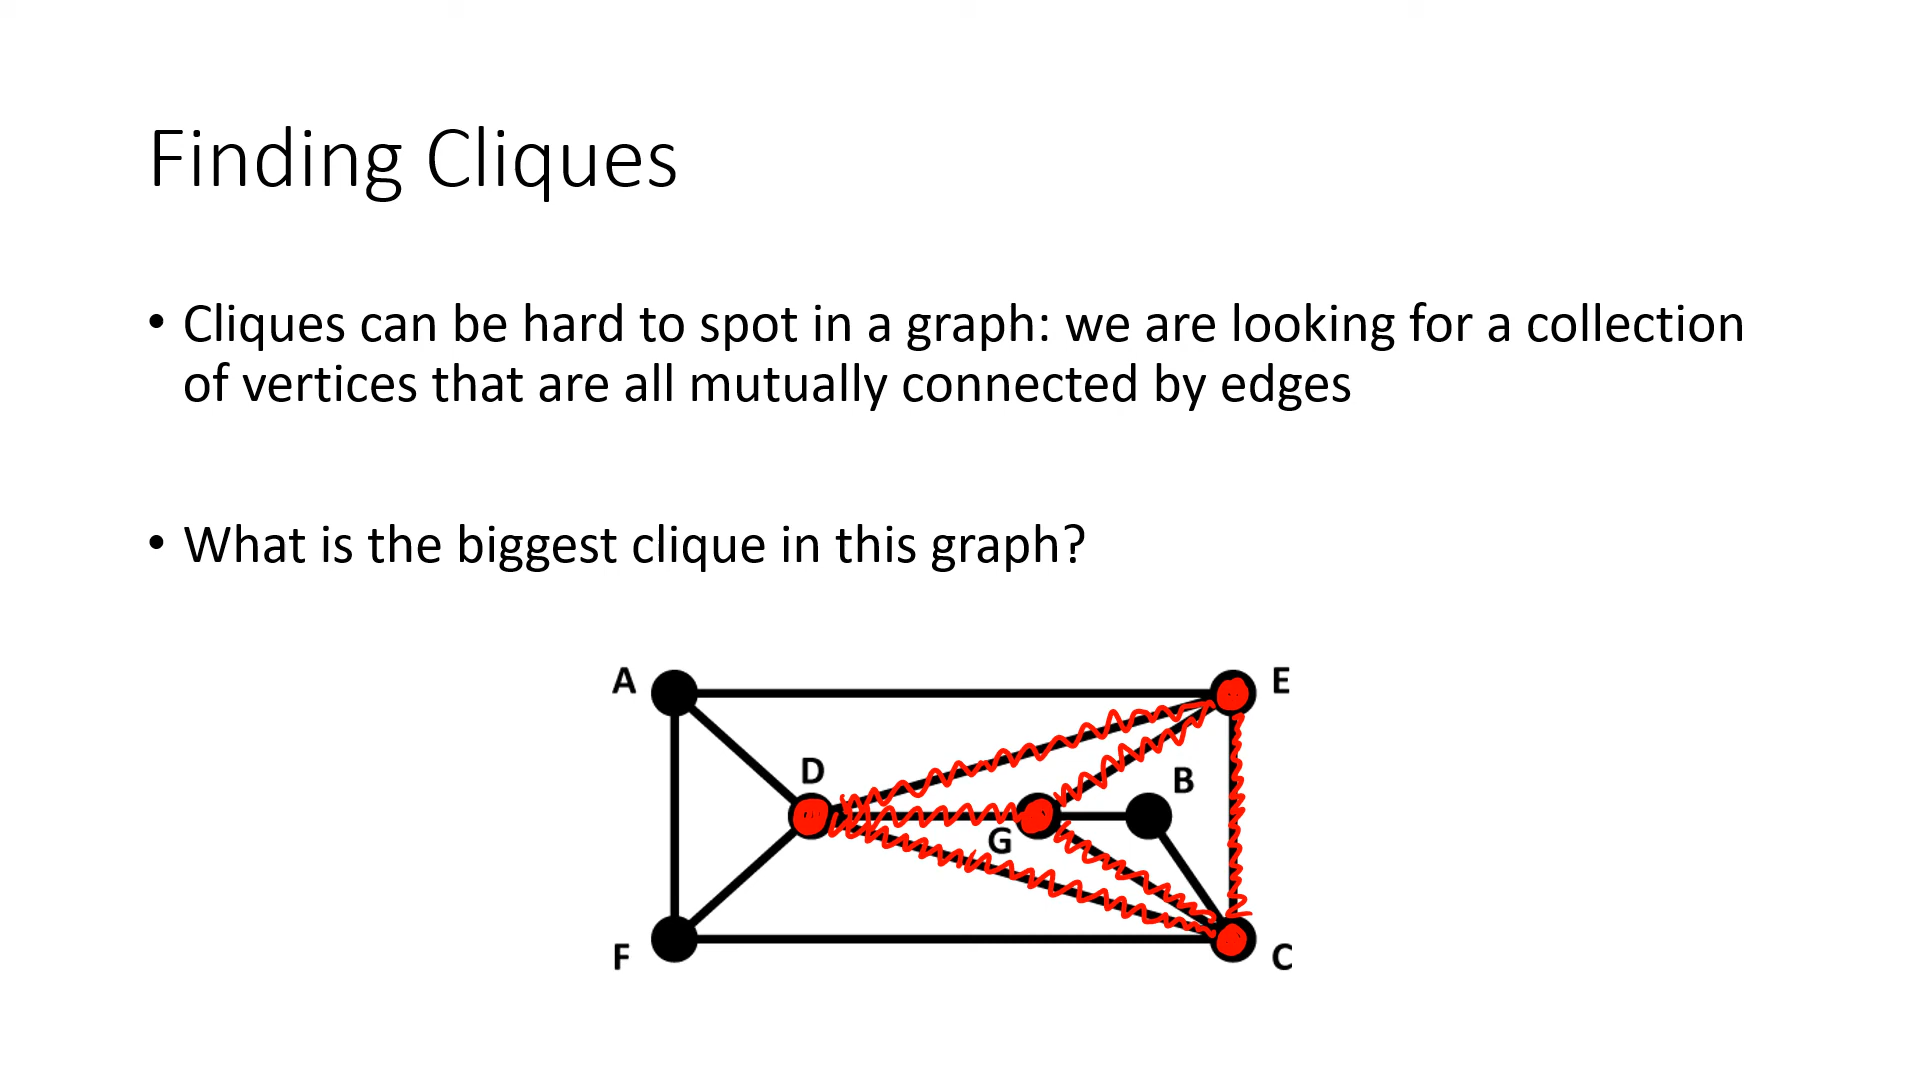 Finding Cliques
• Cliques can be hard to spot in a graph: we are looking for a collection
of vertices that are all mutually connected by edges
• What is the biggest clique in this graph?
A
E
D
B
G
F
C